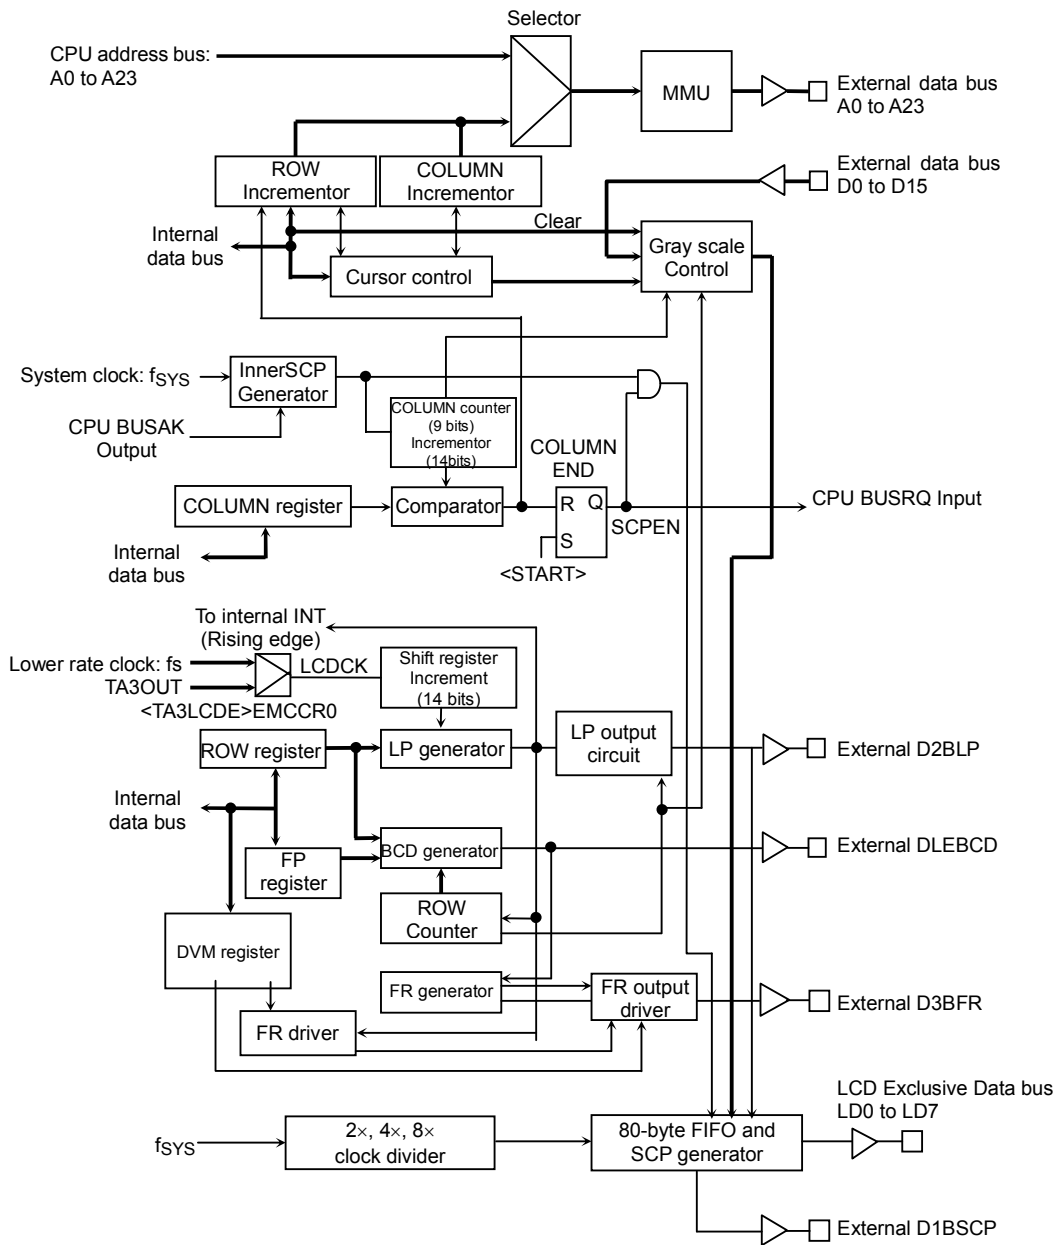 Selector
CPU address bus:
A0 to A23
MMU
External data bus
A0 to A23
ROW
Incrementor
COLUMN
Incrementor
External data bus
D0 to D15
Clear
Internal
data bus
Gray scale
Control
Cursor control
System clock: fSYS
InnerSCP
Generator
CPU BUSAK
Output
COLUMN counter
(9 bits)
Incrementor
(14bits)
COLUMN
END
COLUMN register
Comparator
R Q
S
SCPEN
CPU BUSRQ Input
Internal
data bus
<START>
To internal INT
(Rising edge)
Lower rate clock: fs
TA3OUT
LCDCK
Shift register
Increment
(14 bits)
<TA3LCDE>EMCCR0
ROW register
LP generator
LP output
circuit
External D2BLP
Internal
data bus
BCD generator
External DLEBCD
FP
register
ROW
Counter
DVM register
FR generator
FR output
driver
External D3BFR
FR driver
LCD Exclusive Data bus
LD0 to LD7
fSYS
2×, 4×, 8×
clock divider
80-byte FIFO and
SCP generator
External D1BSCP